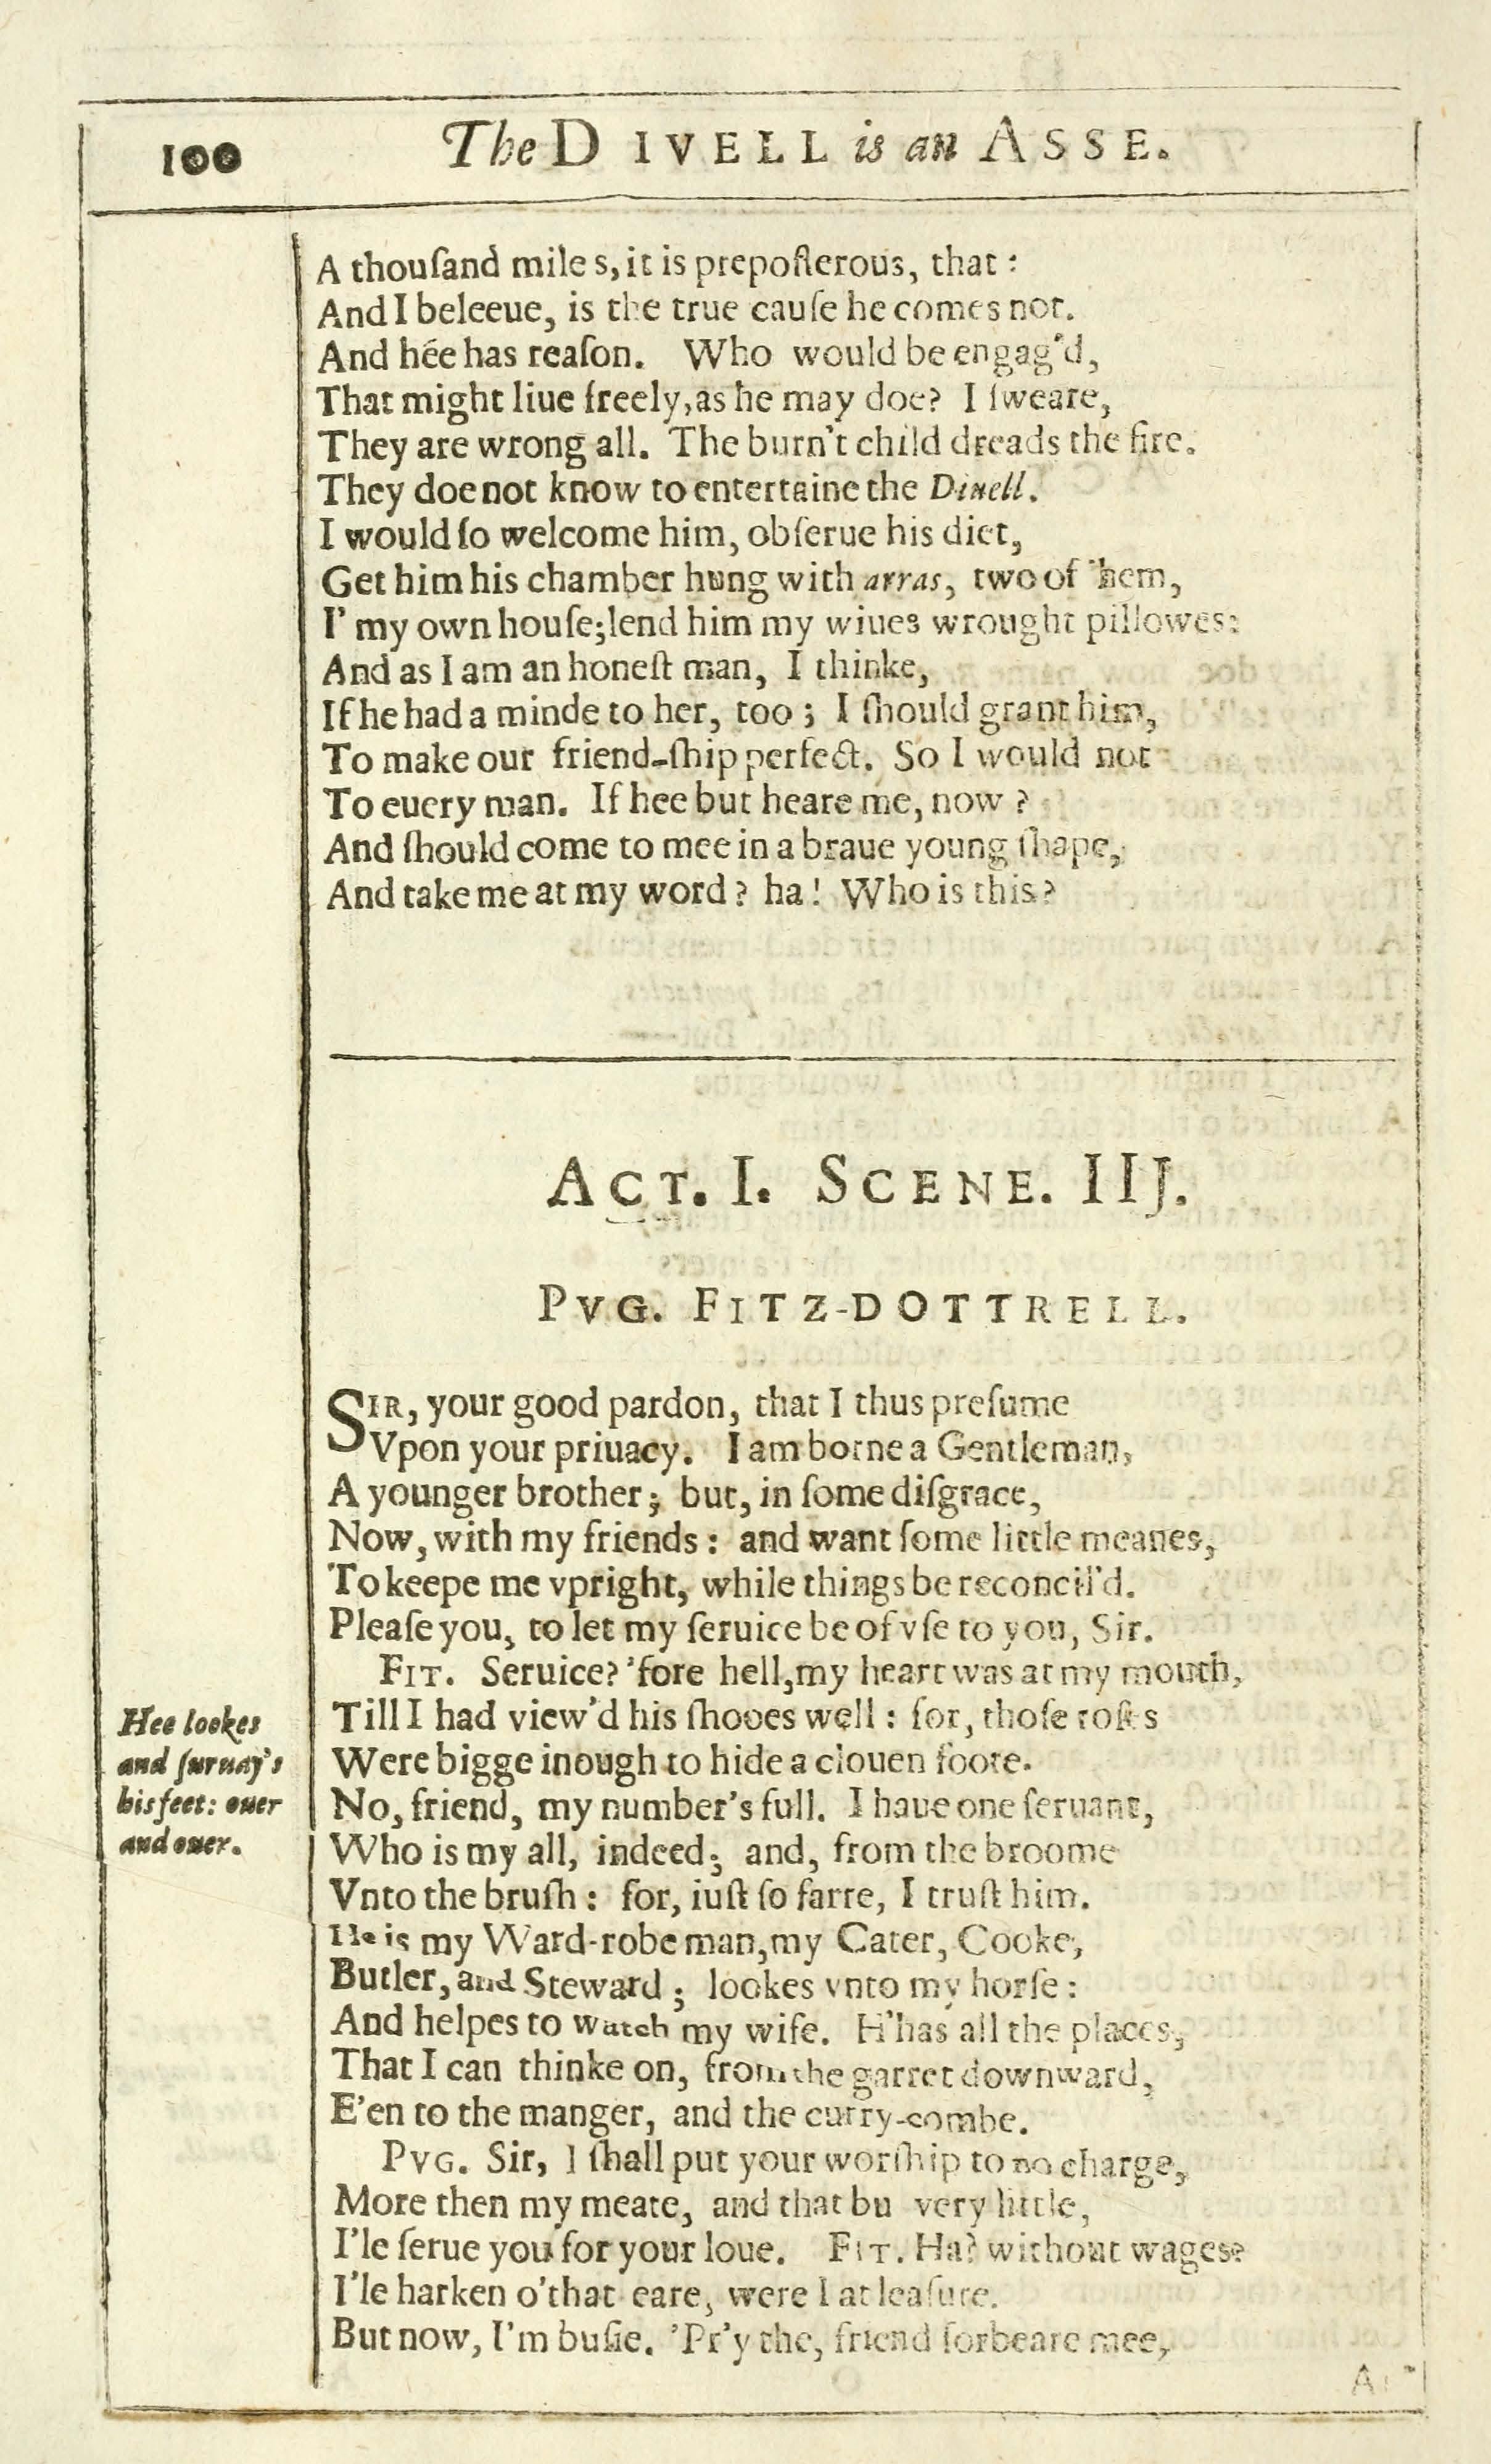 100
The DIVELL is an ASSE.
A thouſand miles, it is prepoſterous, that:
And I beleeue, is the true cauſe he comes not.
And hée has reaſon. Who would be engag'd,
That might liue freely, as he may doe? I ſweare,
They are wrong all. The burn't child dreads the fire.
They doe not know to entertaine the Diuell.
I would ſo welcome him, obſerue his diet,
Get him his chamber hung with arras, two of 'hem,
I' my own houſe; lend him my wiues wrought pillowes:
And as I am an honeſt man, I thinke,
If he had a minde to her, too; I ſhould grant him,
To make our friend-ſhip perfect. So I would not
To euery man. If hee but heare me, now?
And ſhould come to mee in a braue young ſhape,
And take me at my word? ha! Who is this?
ACT. I. SCENE. IIJ.
PVG. FITZ-DOTTRELL.
SIR, your good pardon, that I thus preſume
Vpon your priuacy. I am borne a Gentleman,
A younger brother; but, in ſome diſgrace,
Now, with my friends: and want ſome little meanes,
To keepe me vpright, while things be reconcil'd.
Pleaſe you, to let my ſeruice be of vſe to you, Sir.
FIT. Seruice? 'fore hell, my heart was at my mouth,
Till I had view'd his ſhooes well: for, thoſe roſes
Were bigge inough to hide a clouen foote.
No, friend, my number's full. I haue one ſeruant,
Who is my all, indeed; and, from the broome
Vnto the bruſh: for, iuſt ſo farre, I truſt him.
He is my Ward-robe man, my Cater, Cooke,
Butler, and Steward; lookes vnto my horſe:
And helpes to watch my wife. H'has all the places,
That I can thinke on, from the garret downward,
E'en to the manger, and the curry-combe.
PVG. Sir, I ſhall put your worſhip to no charge,
More then my meate, and that bu very little,
I'le ſerue you for your loue. FIT. Ha? without wages?
I'le harken o'that eare, were I at leaſure.
But now, I'm buſie. 'Pr'y the, friend forbeare mee,
Hee lookes
and ſuruay's
his feet: ouer
and ouer.